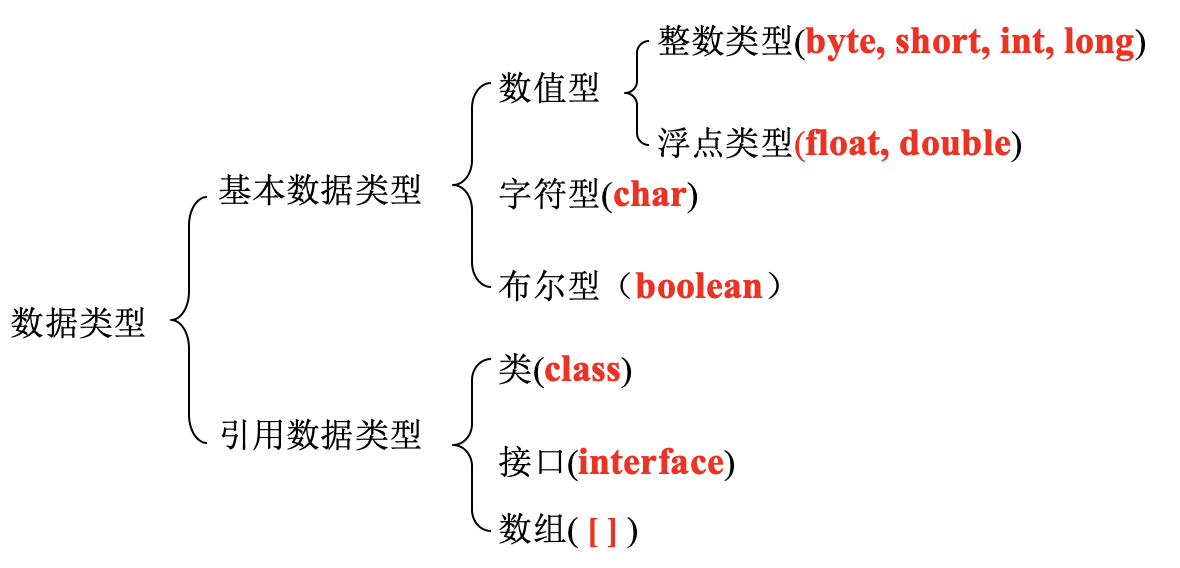 整数类型(byte, short, int, long)
数值型
浮点类型(float, double)
基本数据类型
字符型(char)
布尔型（boolean）
数据类型
类(class)
引用数据类型
接口(interface)
数组( [ ] )